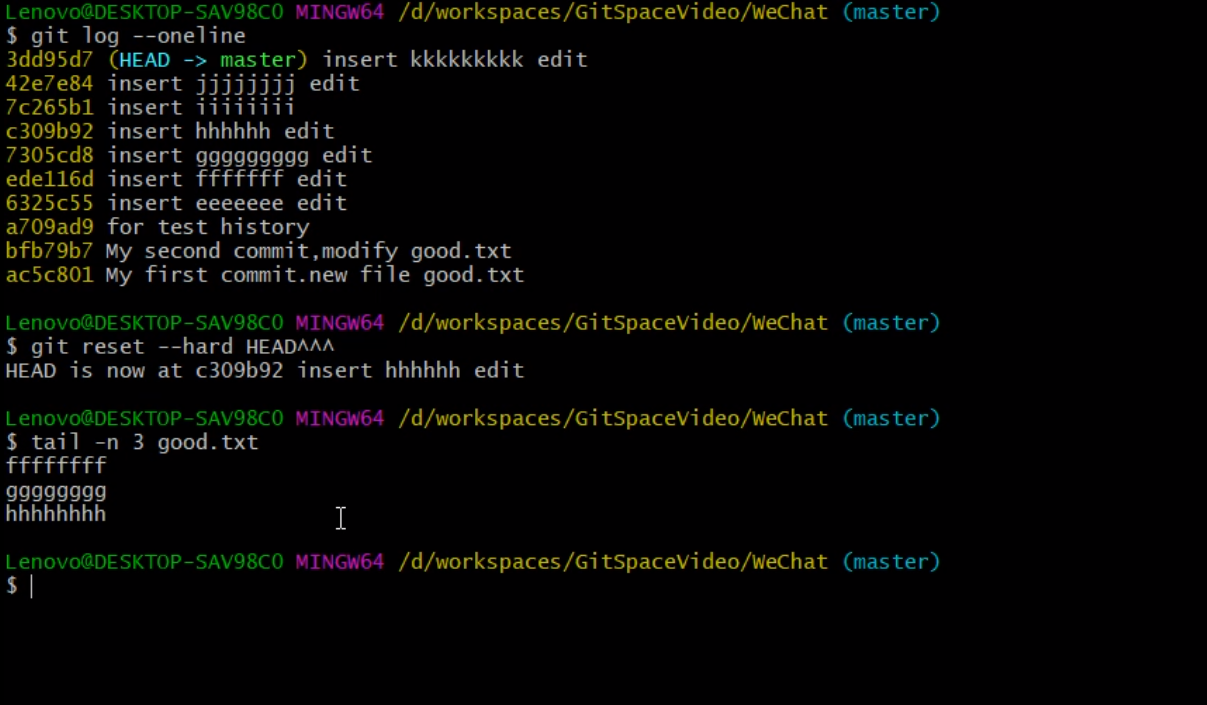 Lenovo@DESKTOP-SAV98C0 MINGW64 /d/workspaces/GitSpaceVideo/WeChat (master)
$ git log --oneline
3dd95d7 (HEAD -> master) insert kkkkkkkkk edit
42e7e84 insert jjjjjjjj edit
7c265b1 insert iiiiiiii
c309b92 insert hhhhhh edit
7305cd8 insert ggggggggg edit
ede116d insert fffffff edit
6325c55 insert eeeeeee edit
a709ad9 for test history
bfb79b7 My second commit,modify good.txt
ac5c801 My first commit.new file good.txt
Lenovo@DESKTOP-SAV98C0 MINGW64 /d/workspaces/GitSpaceVideo/WeChat (master)
$ git reset --hard HEAD^^^
HEAD is now at c309b92 insert hhhhhh edit
Lenovo@DESKTOP-SAV98C0 MINGW64 /d/workspaces/GitSpaceVideo/WeChat (master)
$ tail -n 3 good.txt
ffffffff
gggggggg
hhhhhhhh
Lenovo@DESKTOP-SAV98C0 MINGW64 /d/workspaces/GitSpaceVideo/WeChat (master)
$